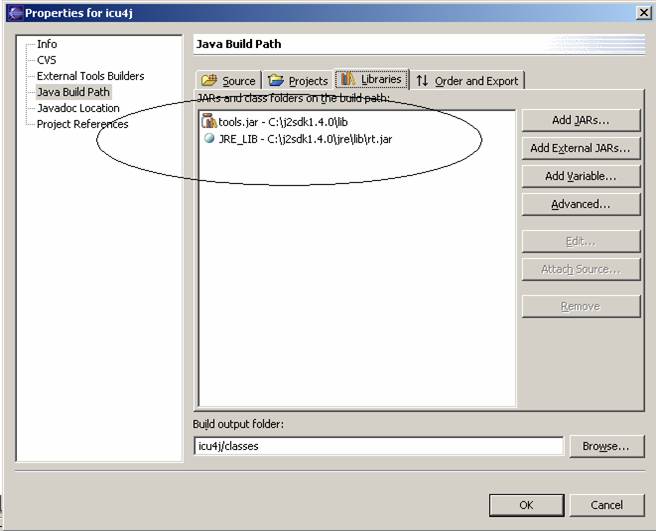 Properties for icu4j
Info
CVS
External Tools Builders
Java Build Path
Javadoc Location
Project References
Java Build Path
Source
Projects
Libraries
Order and Export
JARs and class folders on the build path:
tools.jar - C:\j2sdk1.4.0\lib
JRE_LIB - C:\j2sdk1.4.0\jre\lib\rt.jar
Add JARs...
Add External JARs...
Add Variable...
Advanced...
Edit...
Attach Source...
Remove
Build output folder:
icu4j/classes
Browse...
OK
Cancel